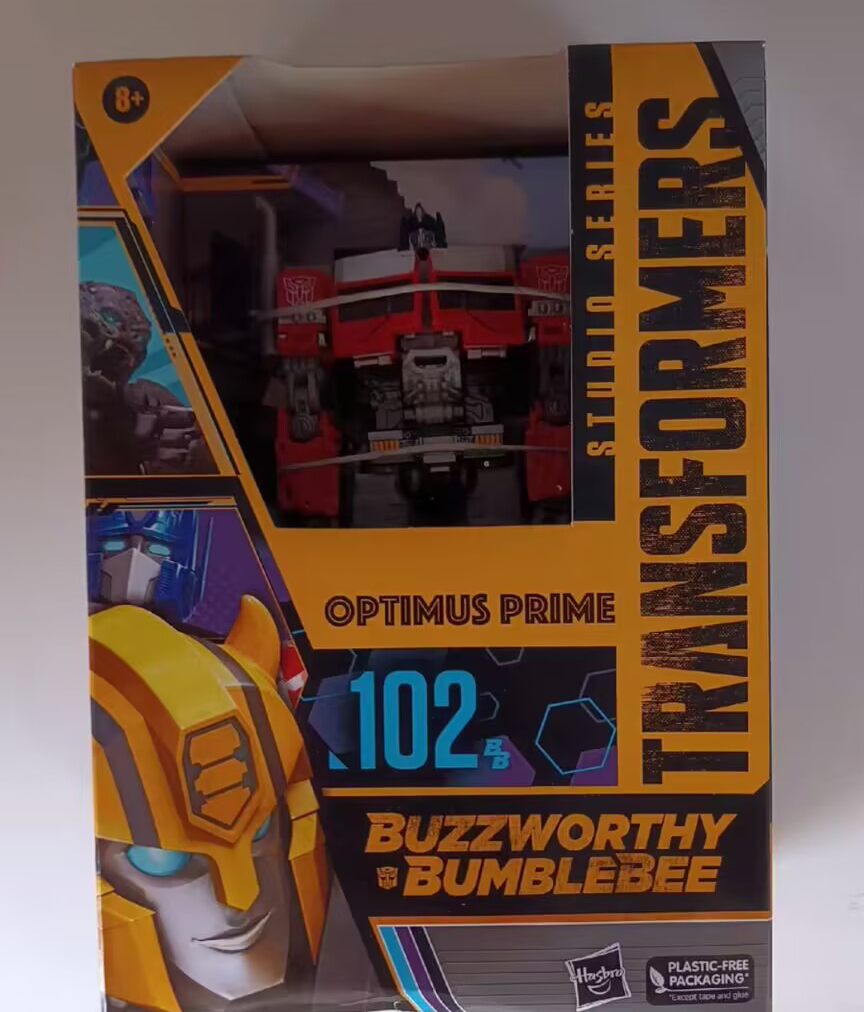 8+
STUDIO SERIES
TRANSFORMERS
OPTIMUS PRIME
102 BB
BUZZWORTHY
BUMBLEBEE
Hasbro
PLASTIC-FREE
PACKAGING*
*Except tape and glue